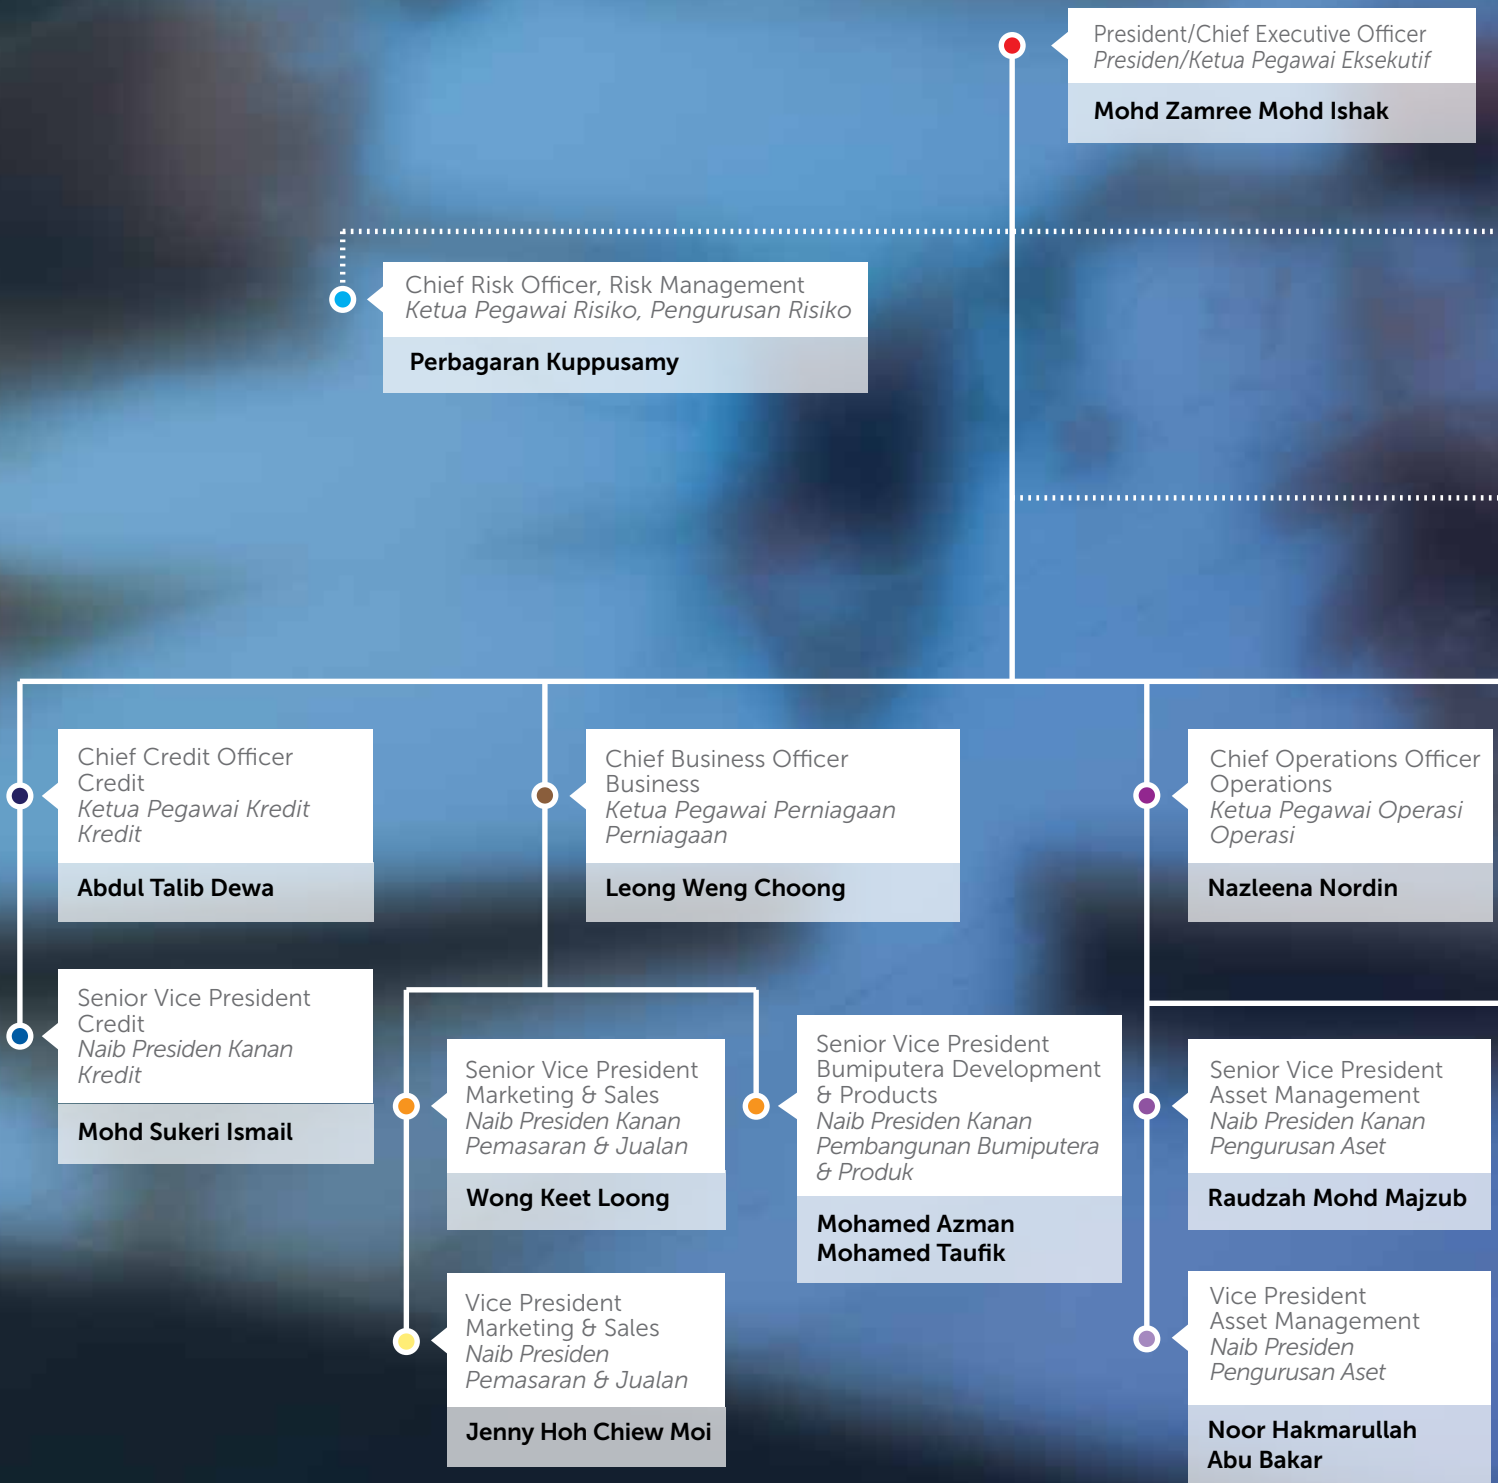 President/Chief Executive Officer
Presiden/Ketua Pegawai Eksekutif
Mohd Zamree Mohd Ishak
Chief Risk Officer, Risk Management
Ketua Pegawai Risiko, Pengurusan Risiko
Perbagaran Kuppusamy
Chief Credit Officer
Credit
Ketua Pegawai Kredit
Kredit
Abdul Talib Dewa
Chief Business Officer
Business
Ketua Pegawai Perniagaan
Perniagaan
Leong Weng Choong
Chief Operations Officer
Operations
Ketua Pegawai Operasi
Operasi
Nazleena Nordin
Senior Vice President
Credit
Naib Presiden Kanan
Kredit
Mohd Sukeri Ismail
Senior Vice President
Marketing & Sales
Naib Presiden Kanan
Pemasaran & Jualan
Wong Keet Loong
Senior Vice President
Bumiputera Development
& Products
Naib Presiden Kanan
Pembangunan Bumiputera
& Produk
Mohamed Azman
Mohamed Taufik
Senior Vice President
Asset Management
Naib Presiden Kanan
Pengurusan Aset
Raudzah Mohd Majzub
Vice President
Marketing & Sales
Naib Presiden
Pemasaran & Jualan
Jenny Hoh Chiew Moi
Vice President
Asset Management
Naib Presiden
Pengurusan Aset
Noor Hakmarullah
Abu Bakar